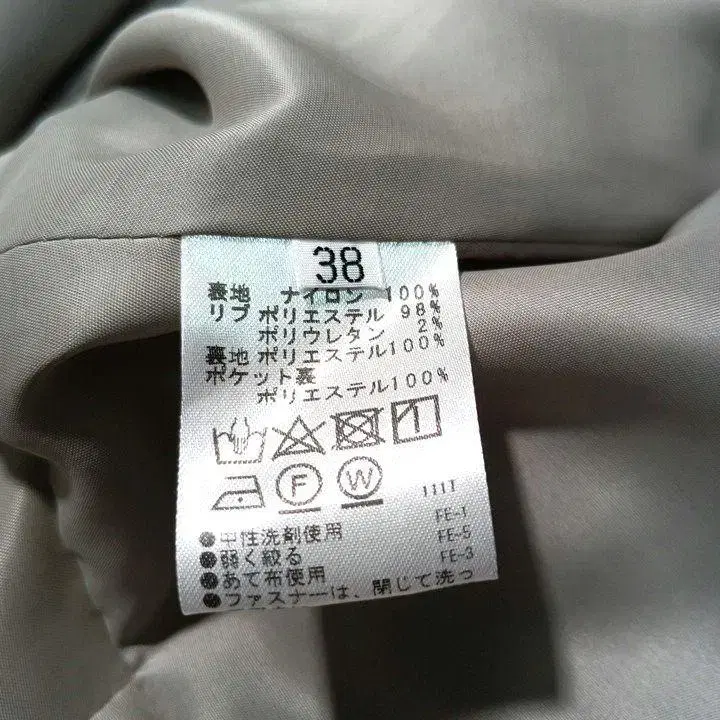 38
表地 ナイロン 100%
リブ ポリエステル 98%
ポリウレタン 2%
裏地 ポリエステル100%
ポケット裏
ポリエステル100%
F W
111T
●中性洗剤使用 FE-1
●弱く絞る FE-5
●あて布使用 FE-3
●ファスナーは、閉じて洗っ